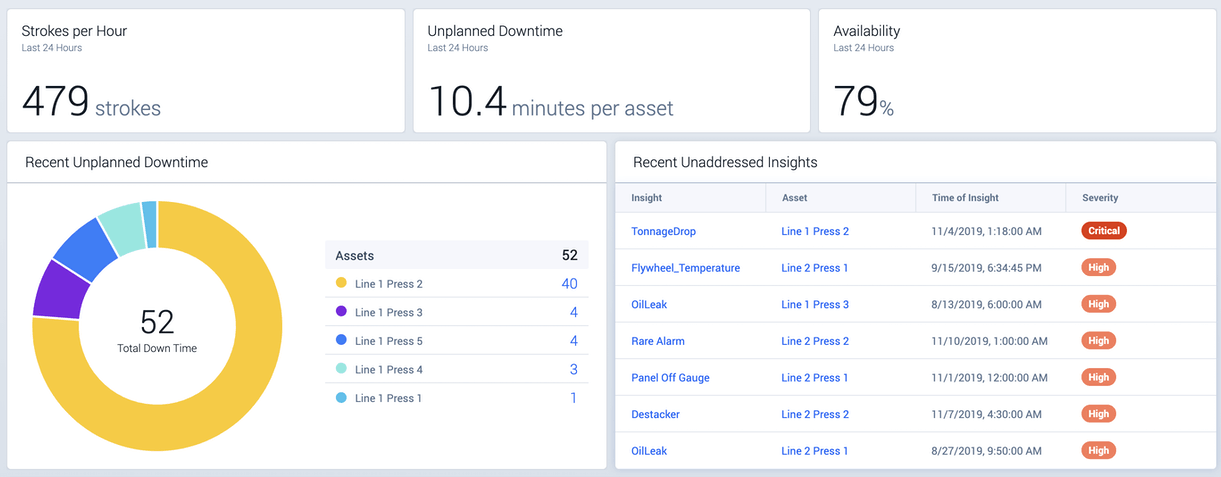 Strokes per Hour
Last 24 Hours
479 strokes
Unplanned Downtime
Last 24 Hours
10.4 minutes per asset
Availability
Last 24 Hours
79%
Recent Unplanned Downtime
52
Total Down Time
Assets 52
Line 1 Press 2 40
Line 1 Press 3 4
Line 1 Press 5 4
Line 1 Press 4 3
Line 1 Press 1 1
Recent Unaddressed Insights
Insight Asset Time of Insight Severity
TonnageDrop Line 1 Press 2 11/4/2019, 1:18:00 AM Critical
Flywheel_Temperature Line 2 Press 1 9/15/2019, 6:34:45 PM High
OilLeak Line 1 Press 3 8/13/2019, 6:00:00 AM High
Rare Alarm Line 2 Press 2 11/10/2019, 1:00:00 AM High
Panel Off Gauge Line 2 Press 1 11/1/2019, 12:00:00 AM High
Destacker Line 2 Press 2 11/7/2019, 4:30:00 AM High
OilLeak Line 2 Press 1 8/27/2019, 9:50:00 AM High